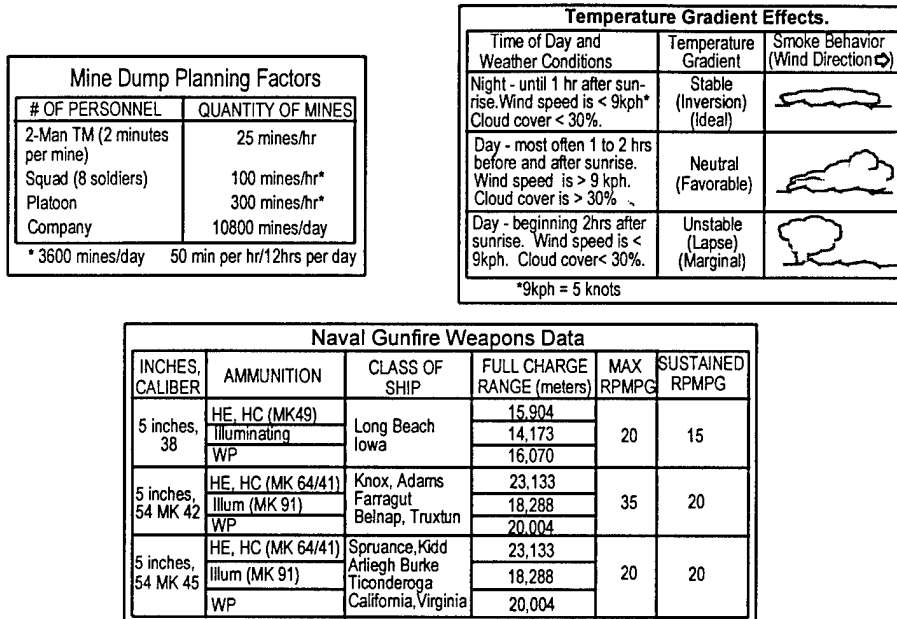 Mine Dump Planning Factors
# OF PERSONNEL QUANTITY OF MINES
2-Man TM (2 minutes
per mine) 25 mines/hr
Squad (8 soldiers) 100 mines/hr*
Platoon 300 mines/hr*
Company 10800 mines/day
* 3600 mines/day 50 min per hr/12hrs per day
Temperature Gradient Effects.
Time of Day and
Weather Conditions
Temperature
Gradient
Smoke Behavior
(Wind Direction ⇨)
Night - until 1 hr after sun-
rise.Wind speed is < 9kph*
Cloud cover < 30%.
Stable
(Inversion)
(Ideal)
Day - most often 1 to 2 hrs
before and after sunrise.
Wind speed is > 9 kph.
Cloud cover is > 30%
Neutral
(Favorable)
Day - beginning 2hrs after
sunrise. Wind speed is <
9kph. Cloud cover< 30%.
Unstable
(Lapse)
(Marginal)
*9kph = 5 knots
Naval Gunfire Weapons Data
INCHES,
CALIBER
AMMUNITION
CLASS OF
SHIP
FULL CHARGE
RANGE (meters)
MAX
RPMPG
SUSTAINED
RPMPG
5 inches,
38
HE, HC (MK49)
Illuminating
WP
Long Beach
Iowa
15,904
14,173
16,070
20
15
5 inches,
54 MK 42
HE, HC (MK 64/41)
Illum (MK 91)
WP
Knox, Adams
Farragut
Belnap, Truxtun
23,133
18,288
20,004
35
20
5 inches,
54 MK 45
HE, HC (MK 64/41)
Illum (MK 91)
WP
Spruance,Kidd
Arliegh Burke
Ticonderoga
California,Virginia
23,133
18,288
20,004
20
20